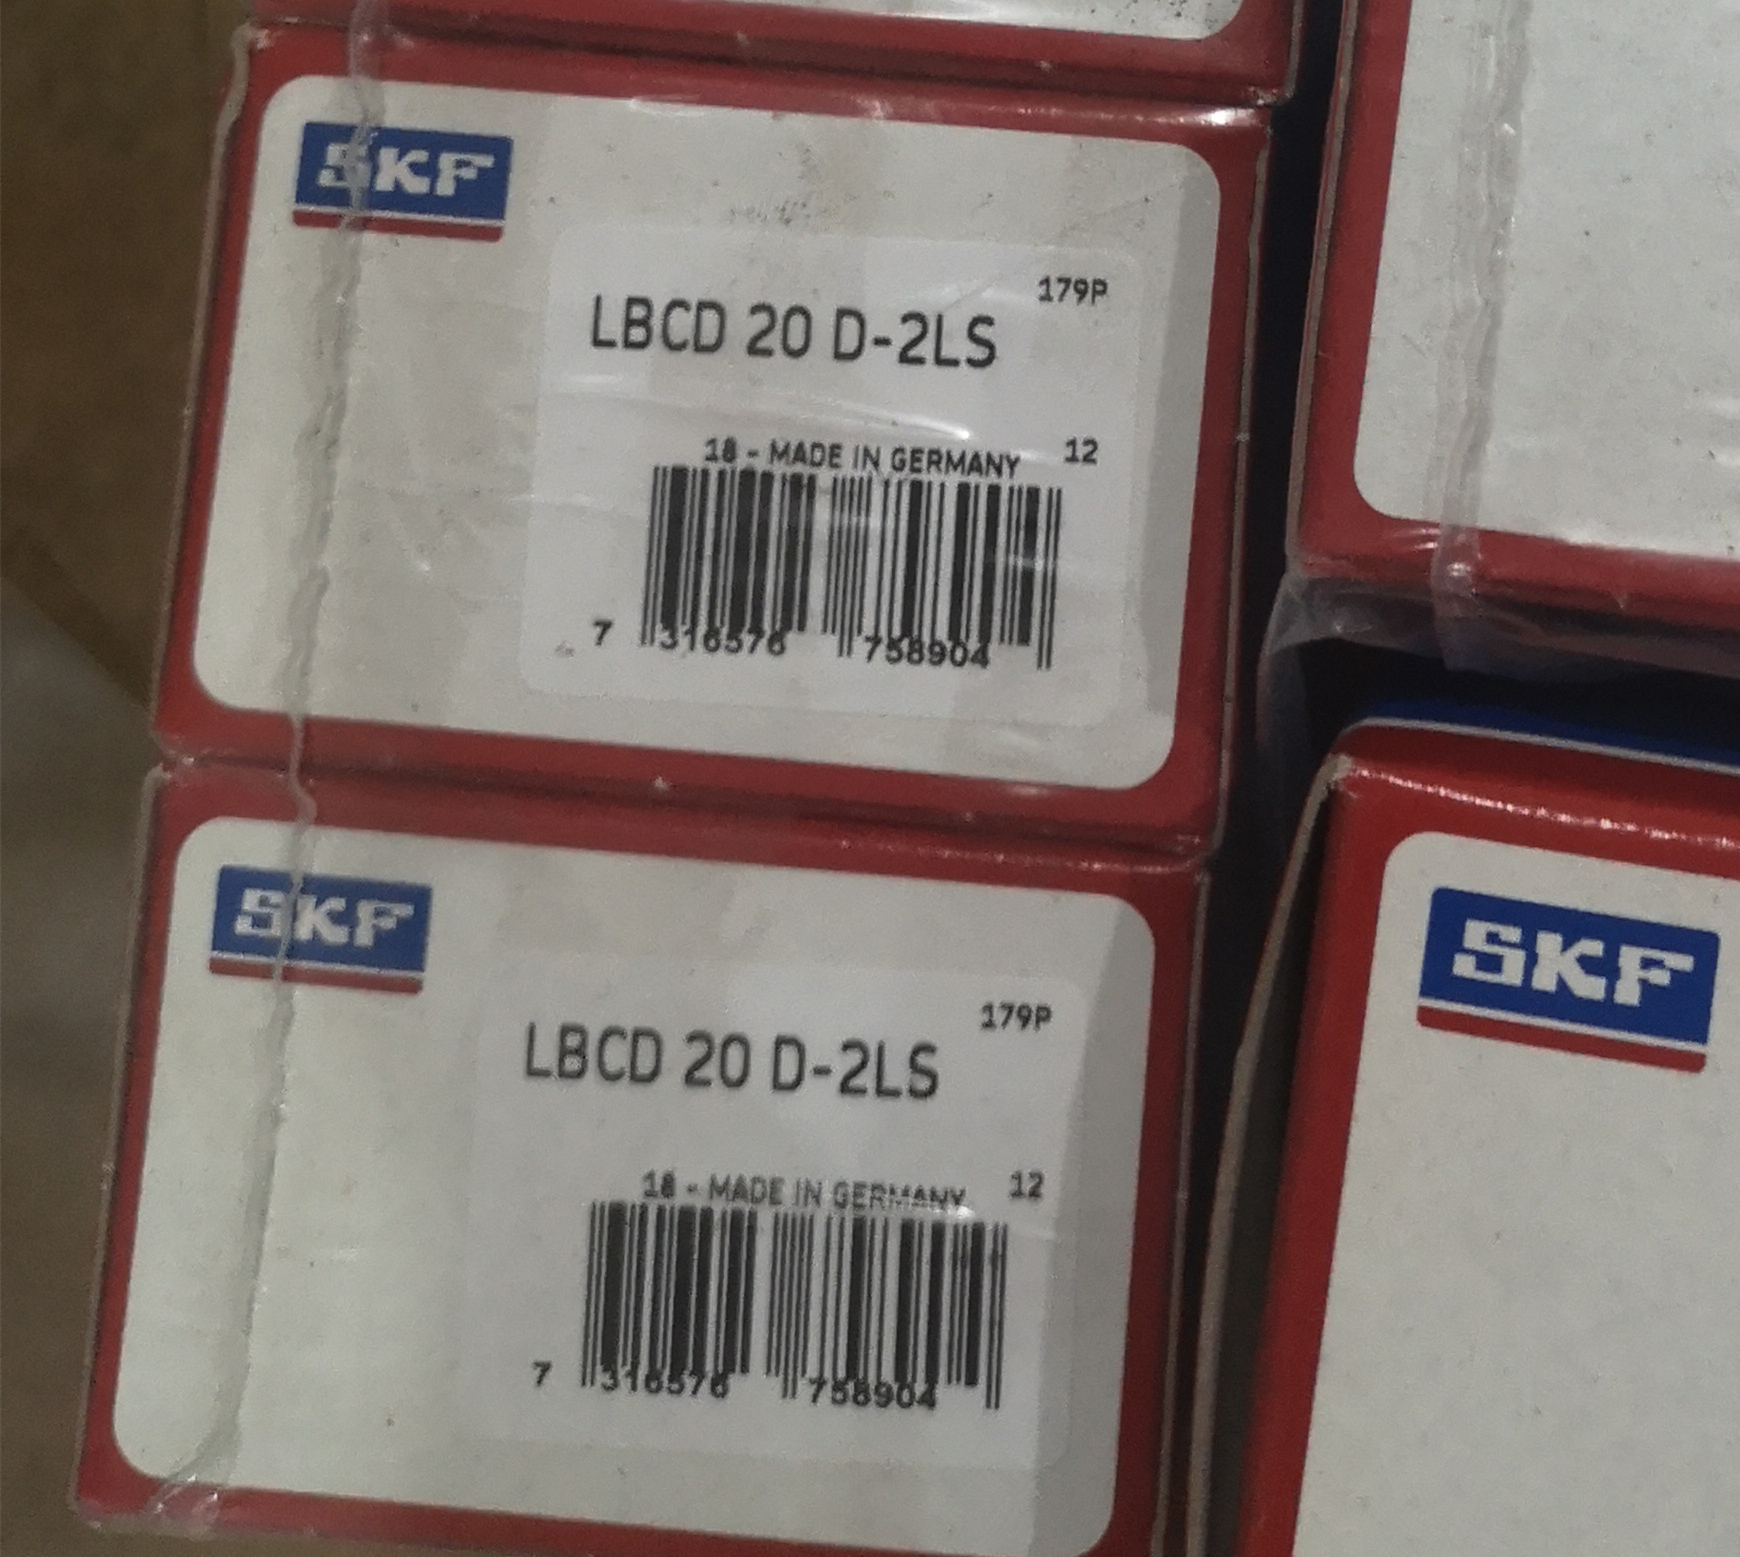 SKF
179P
LBCD 20 D-2LS
18 - MADE IN GERMANY 12
7 316576 758904
SKF
179P
LBCD 20 D-2LS
18 - MADE IN GERMANY 12
7 316576 758904
SKF